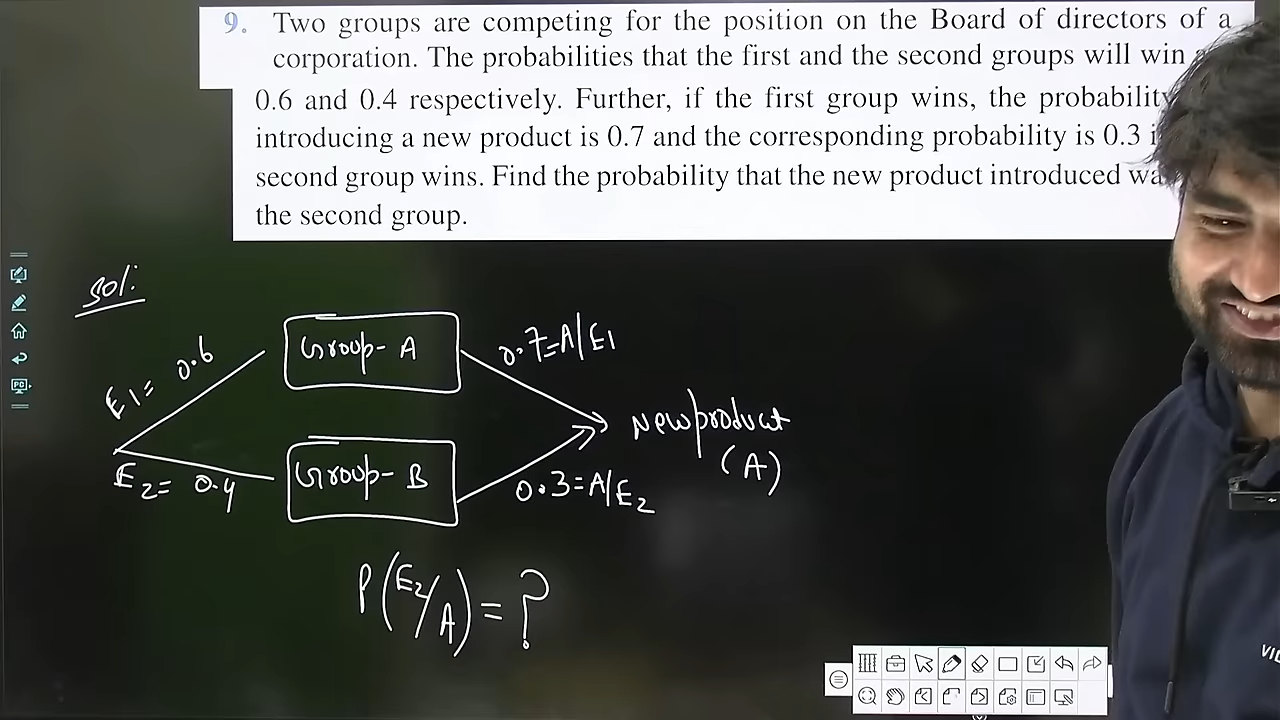 9. Two groups are competing for the position on the Board of directors of a
corporation. The probabilities that the first and the second groups will win
0.6 and 0.4 respectively. Further, if the first group wins, the probability
introducing a new product is 0.7 and the corresponding probability is 0.3
second group wins. Find the probability that the new product introduced
the second group.
Sol:
E1 = 0.6
Group-A
0.7=A/E1
New product
(A)
E2= 0.4
Group-B
0.3=A/E2
P(E2/A) = ?